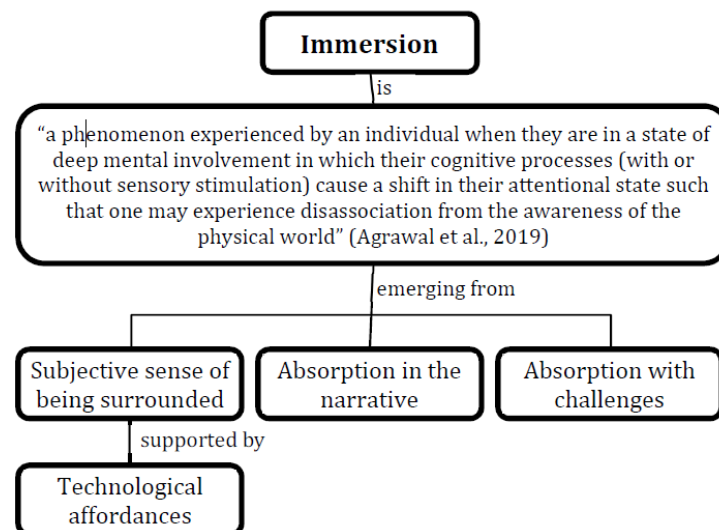 Immersion
is
“a phenomenon experienced by an individual when they are in a state of
deep mental involvement in which their cognitive processes (with or
without sensory stimulation) cause a shift in their attentional state such
that one may experience disassociation from the awareness of the
physical world” (Agrawal et al., 2019)
emerging from
Subjective sense of
being surrounded
Absorption in the
narrative
Absorption with
challenges
supported by
Technological
affordances